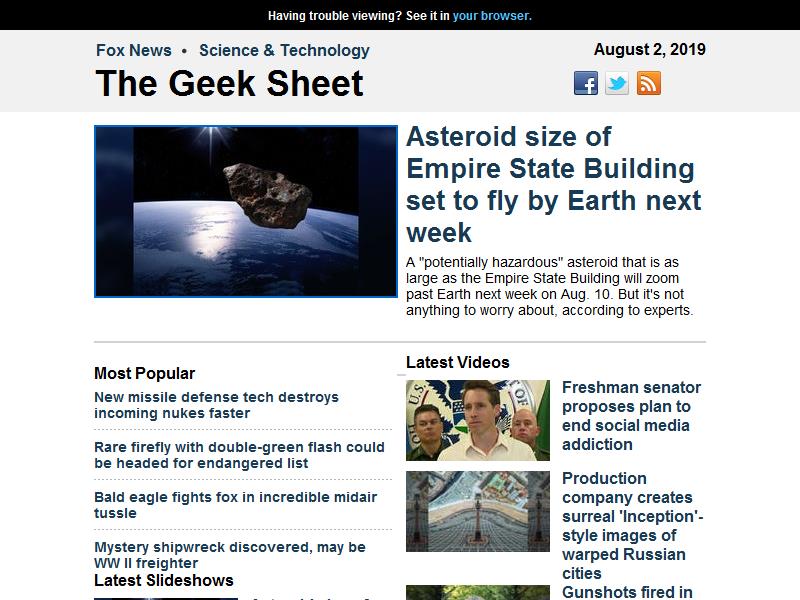 Having trouble viewing? See it in your browser.
Fox News • Science & Technology
August 2, 2019
The Geek Sheet
Asteroid size of
Empire State Building
set to fly by Earth next
week
A "potentially hazardous" asteroid that is as
large as the Empire State Building will zoom
past Earth next week on Aug. 10. But it's not
anything to worry about, according to experts.
Most Popular
New missile defense tech destroys
incoming nukes faster
Rare firefly with double-green flash could
be headed for endangered list
Bald eagle fights fox in incredible midair
tussle
Mystery shipwreck discovered, may be
WW II freighter
Latest Slideshows
Latest Videos
Freshman senator
proposes plan to
end social media
addiction
Production
company creates
surreal 'Inception'-
style images of
warped Russian
cities
Gunshots fired in